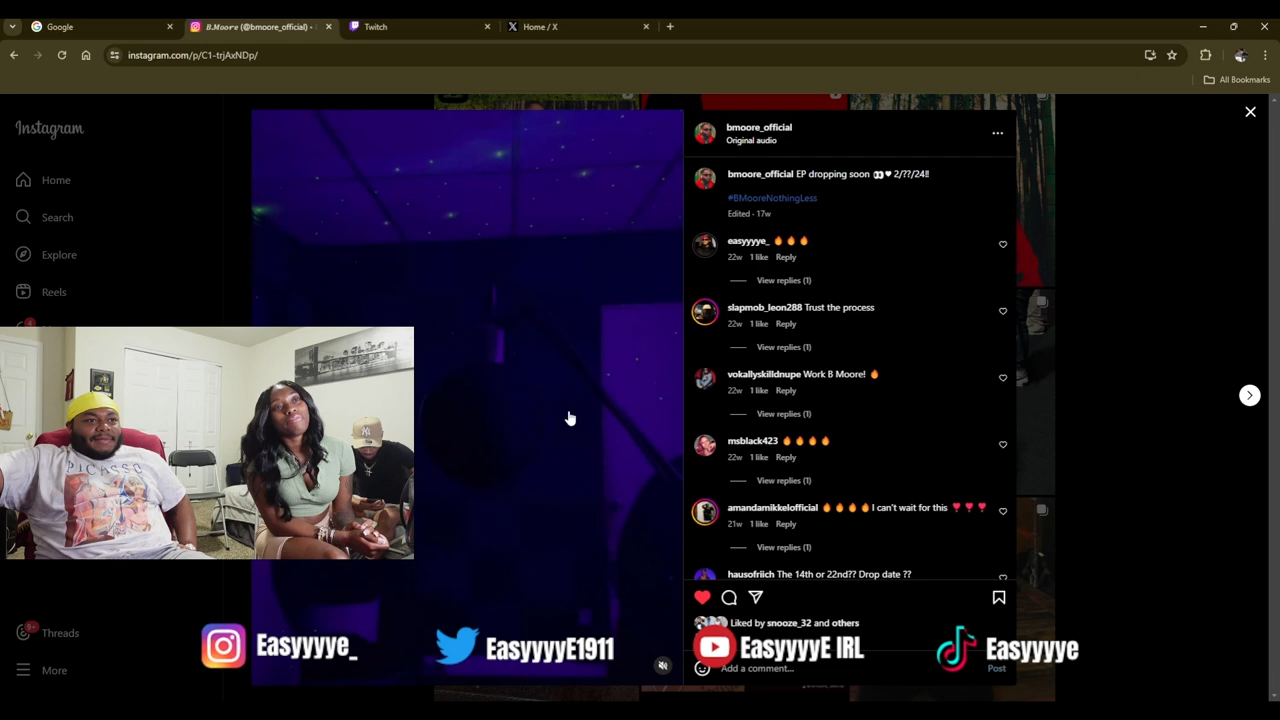 Google
B.Moore (@bmoore_official) •
Twitch
Home / X
instagram.com/p/C1-trjAxNDp/
All Bookmarks
Instagram
Home
Search
Explore
Reels
4
9+
Threads
More
bmoore_official
Original audio
bmoore_official EP dropping soon 👀♥ 2/??/24‼
#BMooreNothingLess
Edited · 17w
easyyyye_ 🔥🔥🔥
22w 1 like Reply
View replies (1)
slapmob_leon288 Trust the process
22w 1 like Reply
View replies (1)
vokallyskilldnupe Work B Moore! 🔥
22w 1 like Reply
View replies (1)
msblack423 🔥🔥🔥🔥
22w 1 like Reply
View replies (1)
amandamikkelofficial 🔥🔥🔥🔥I can't wait for this ❣❣❣
21w 1 like Reply
View replies (1)
hausofriich The 14th or 22nd?? Drop date ??
Liked by snooze_32 and others
Add a comment...
Post
PICASSO
Easyyyye_
EasyyyyE1911
EasyyyyE IRL
Easyyyye